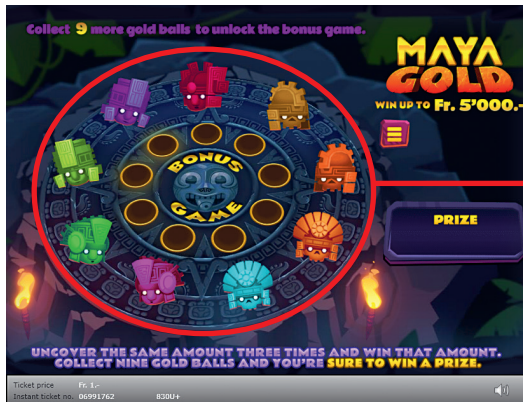 Collect 9 more gold balls to unlock the bonus game.
MAYA
GOLD
WIN UP TO Fr. 5'000.-
BONUS
GAME
PRIZE
UNCOVER THE SAME AMOUNT THREE TIMES AND WIN THAT AMOUNT.
COLLECT NINE GOLD BALLS AND YOU'RE SURE TO WIN A PRIZE.
Ticket price Fr. 1.-
Instant ticket no. 06991762 830U+